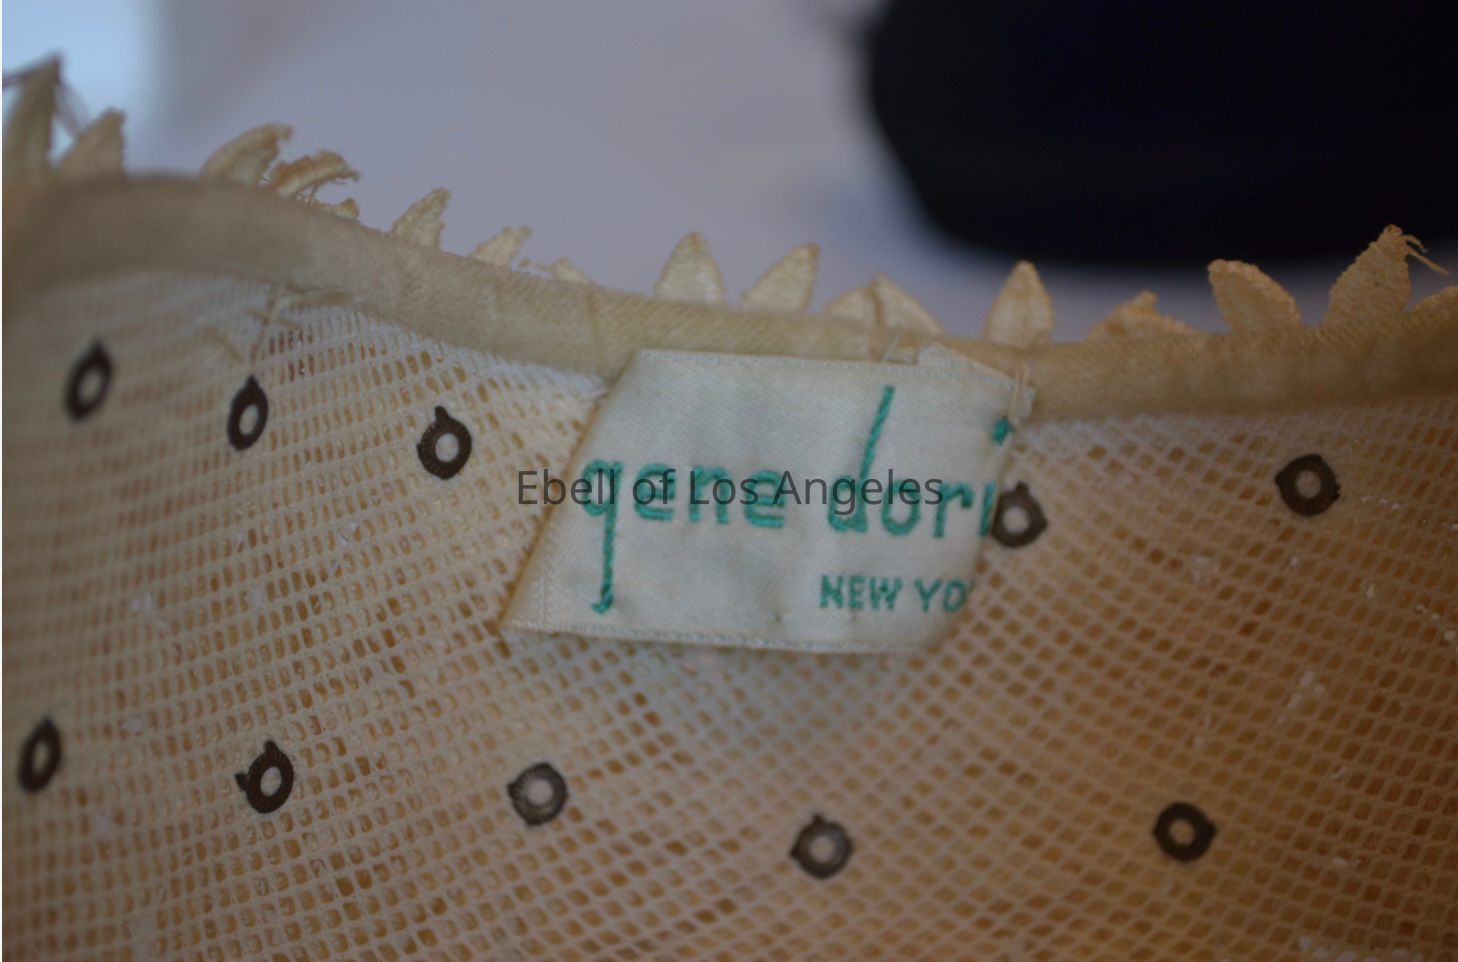 gene dori
NEW YO
Ebell of Los Angeles